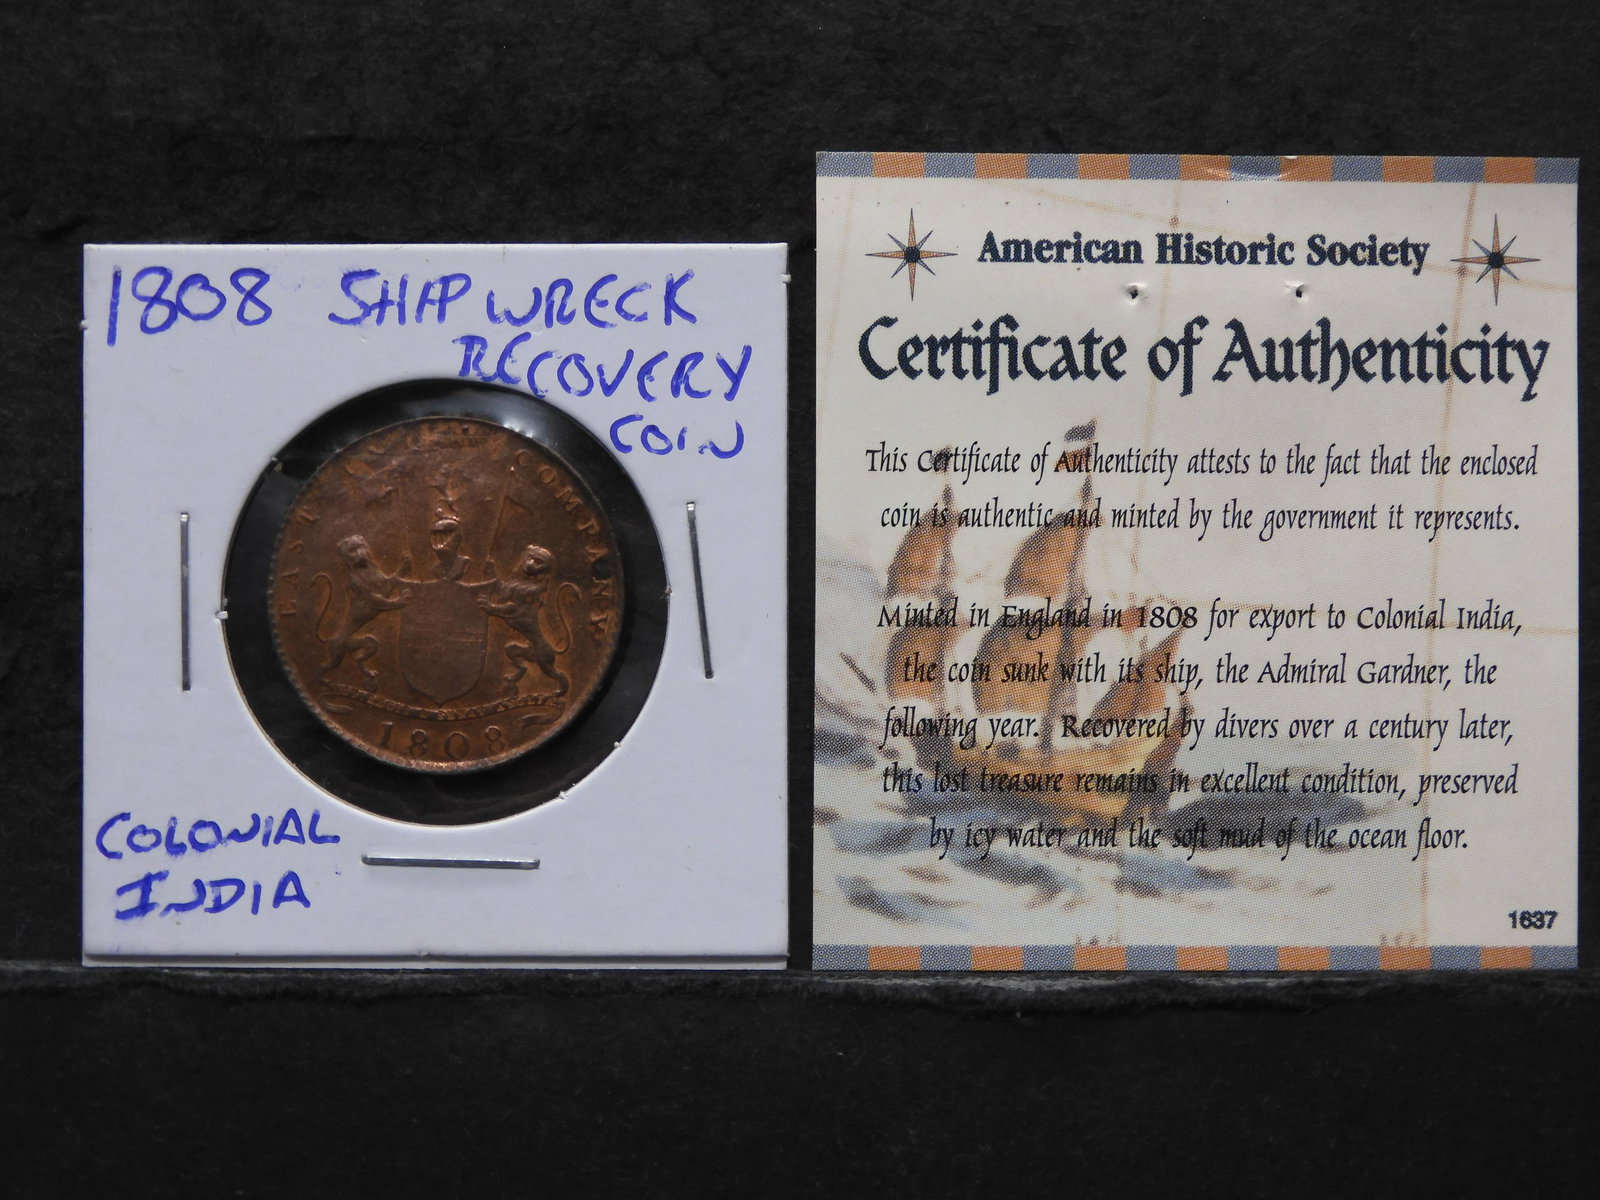 1808 SHIPWRECK
RECOVERY
COIN
EAST COMPANY
1808
COLONIAL
INDIA
American Historic Society
Certificate of Authenticity
This Certificate of Authenticity attests to the fact that the enclosed
coin is authentic and minted by the government it represents.
Minted in England in 1808 for export to Colonial India,
the coin sunk with its ship, the Admiral Gardner, the
following year. Recovered by divers over a century later,
this lost treasure remains in excellent condition, preserved
by icy water and the soft mud of the ocean floor.
1637